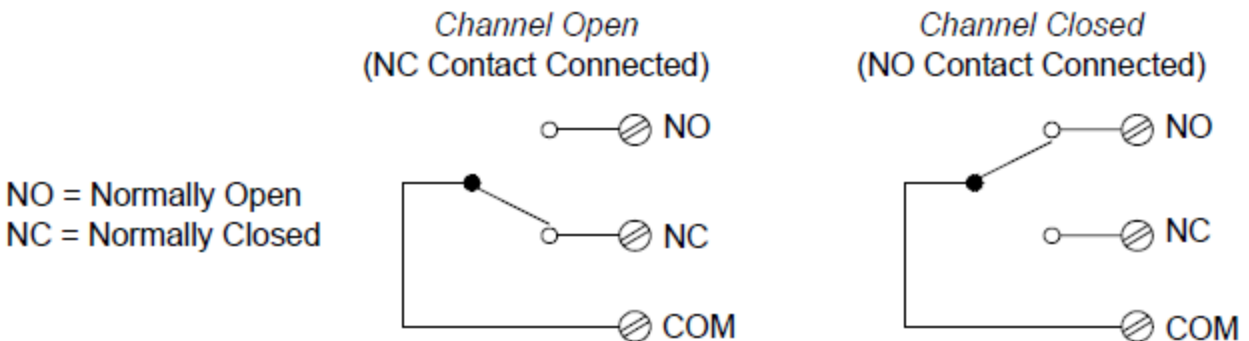 Channel Open
(NC Contact Connected)
NO
NC
COM
NO = Normally Open
NC = Normally Closed
Channel Closed
(NO Contact Connected)
NO
NC
COM